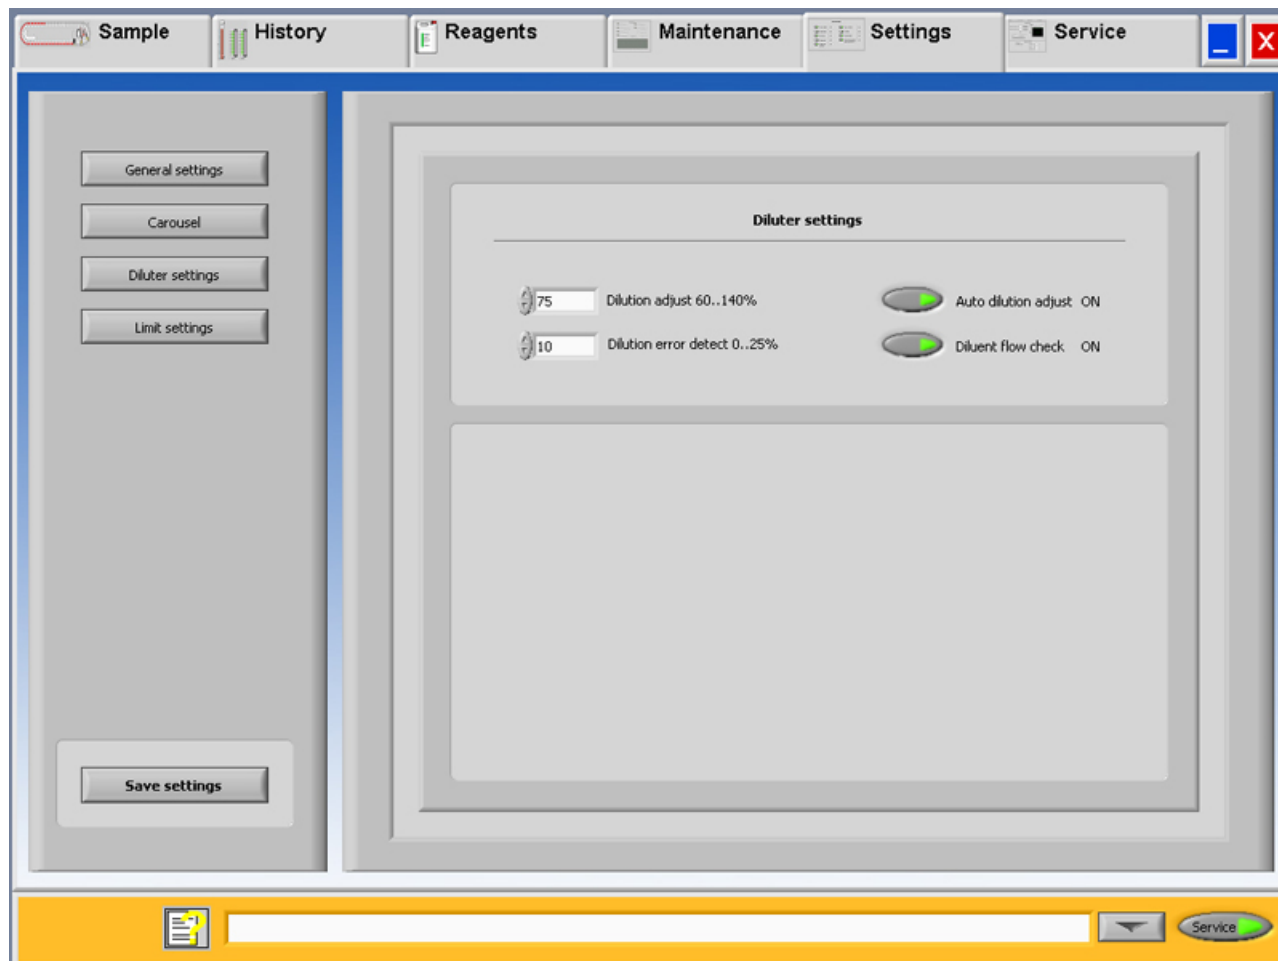 Sample History Reagents Maintenance Settings Service
General settings
Carousel
Diluter settings
Limit settings
Save settings
Diluter settings
75 Dilution adjust 60..140% Auto dilution adjust ON
10 Dilution error detect 0..25% Diluent flow check ON
Service